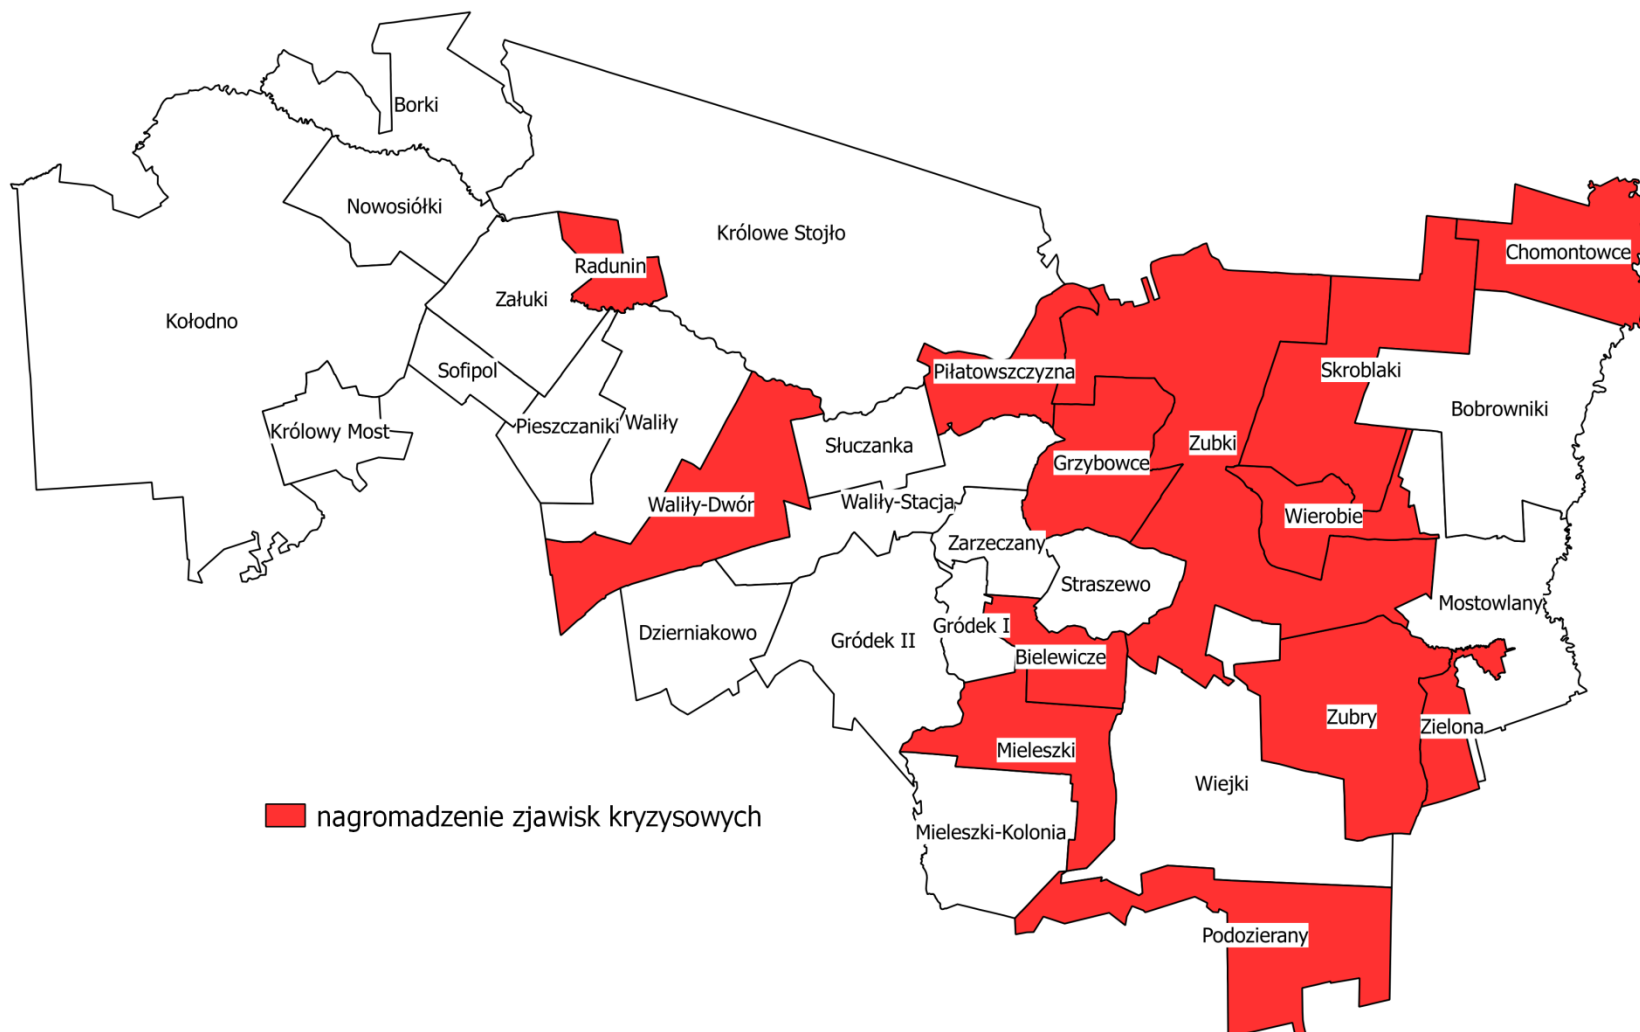 Borki
Nowosiółki
Królowe Stojło
Chomontowce
Radunin
Załuki
Kołodno
Sofipol
Piłatowszczyzna
Skroblaki
Bobrowniki
Królowy Most
Pieszczaniki
Waliły
Słuczanka
Zubki
Grzybowce
Waliły-Dwór
Waliły-Stacja
Wierobie
Zarzeczany
Straszewo
Mostowlany
Dzierniakowo
Gródek II
Gródek I
Bielewicze
Zubry
Zielona
Mieleszki
Wiejki
nagromadzenie zjawisk kryzysowych
Mieleszki-Kolonia
Podozierany